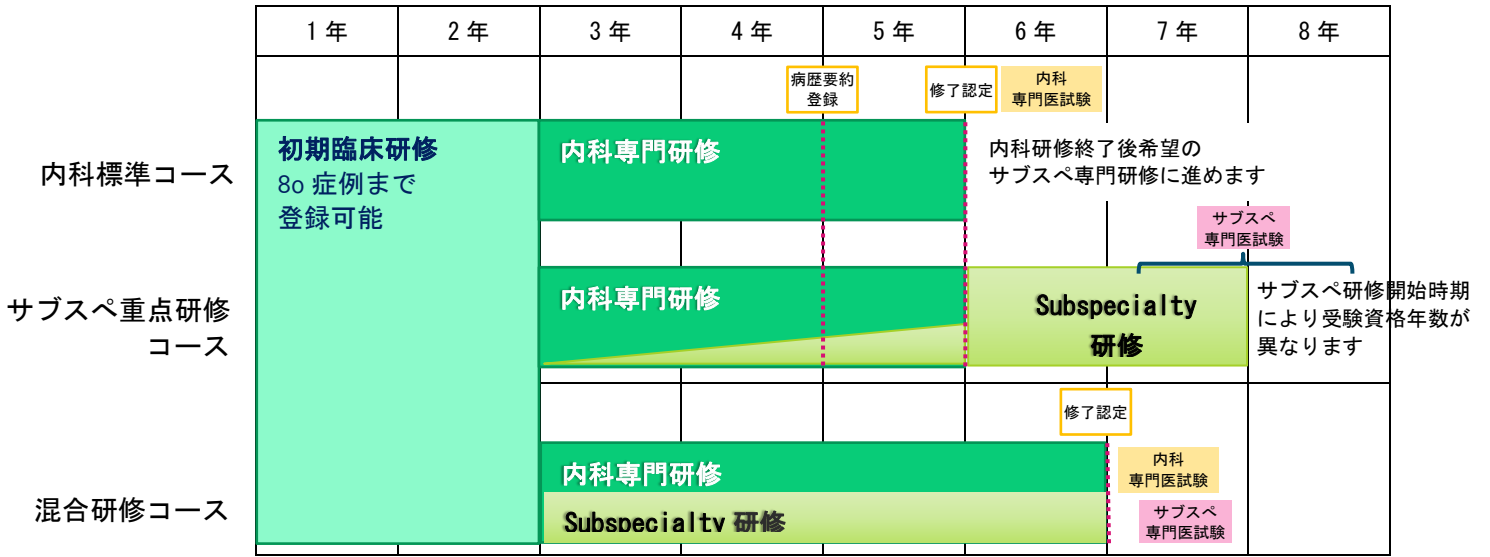 1年 2年 3年 4年 5年 6年 7年 8年
病歴要約
登録
修了認定
内科
専門医試験
内科標準コース
初期臨床研修
8o 症例まで
登録可能
内科専門研修
内科研修終了後希望の
サブスペ専門研修に進めます
サブスペ
専門医試験
サブスペ重点研修
コース
内科専門研修
Subspecialty
研修
サブスペ研修開始時期
により受験資格年数が
異なります
修了認定
混合研修コース
内科専門研修
Subspecialty 研修
内科
専門医試験
サブスペ
専門医試験